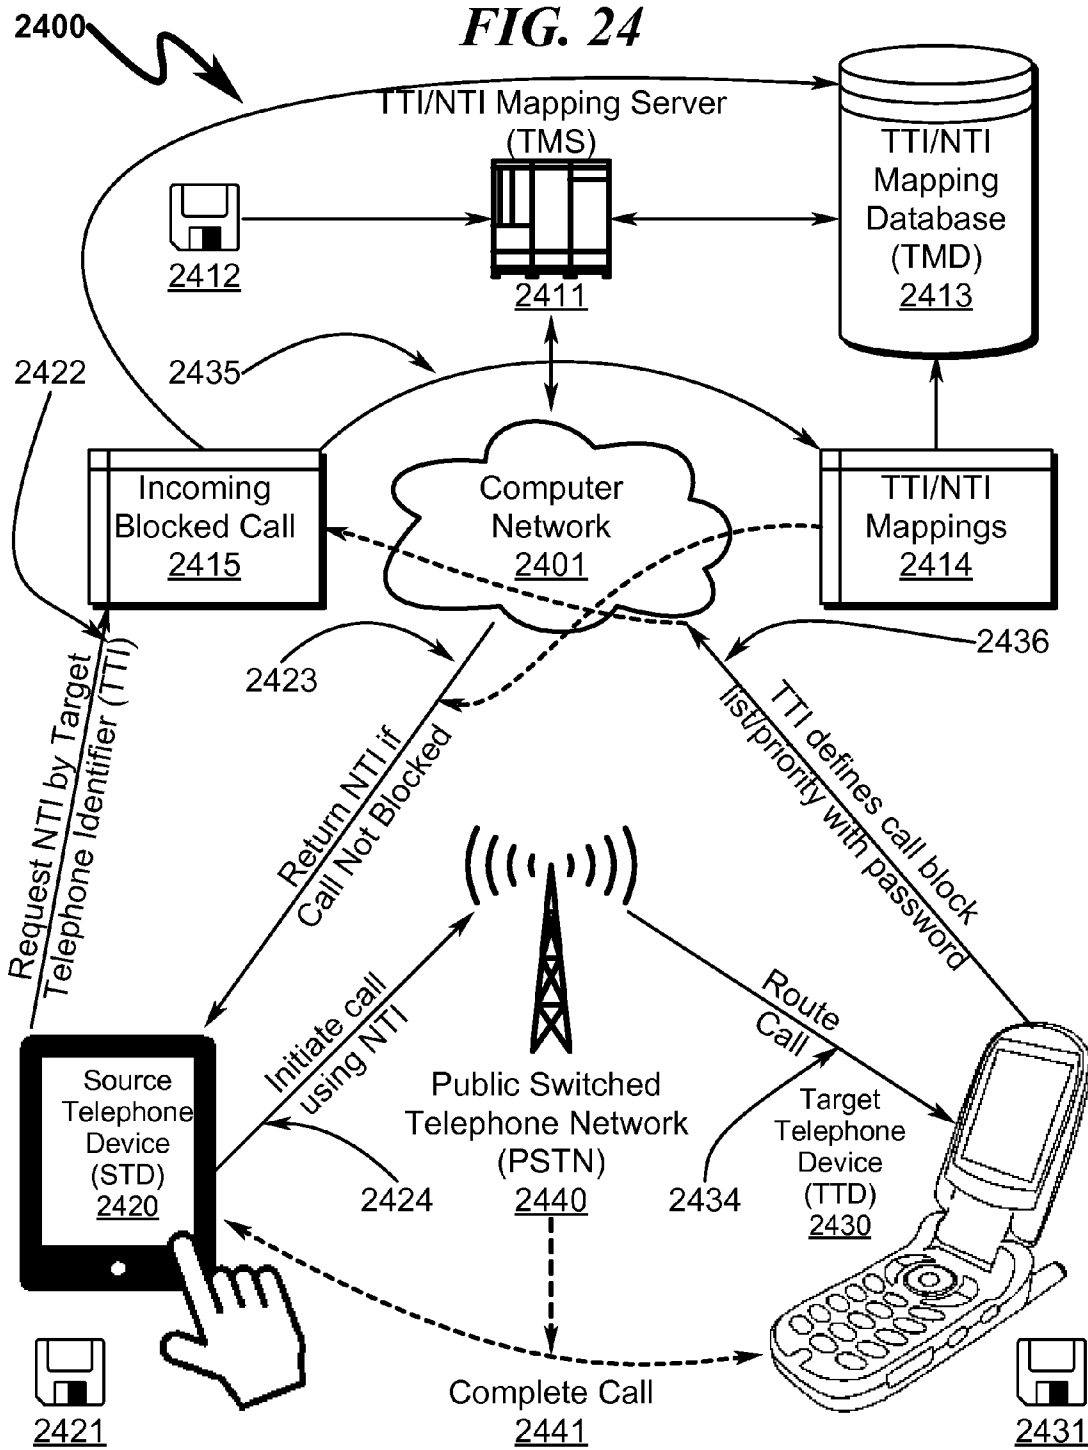 FIG. 24
2400
TTI/NTI Mapping Server
(TMS)
2411
2412
TTI/NTI
Mapping
Database
(TMD)
2413
2422
2435
Incoming
Blocked Call
2415
Computer
Network
2401
TTI/NTI
Mappings
2414
2423
2436
Request NTI by Target
Telephone Identifier (TTI)
Return NTI if
Call Not Blocked
TTI defines call block
list/priority with password
Initiate call
using NTI
Route
Call
Source
Telephone
Device
(STD)
2420
Public Switched
Telephone Network
(PSTN)
2440
2424
2434
Target
Telephone
Device
(TTD)
2430
Complete Call
2441
2421
2431